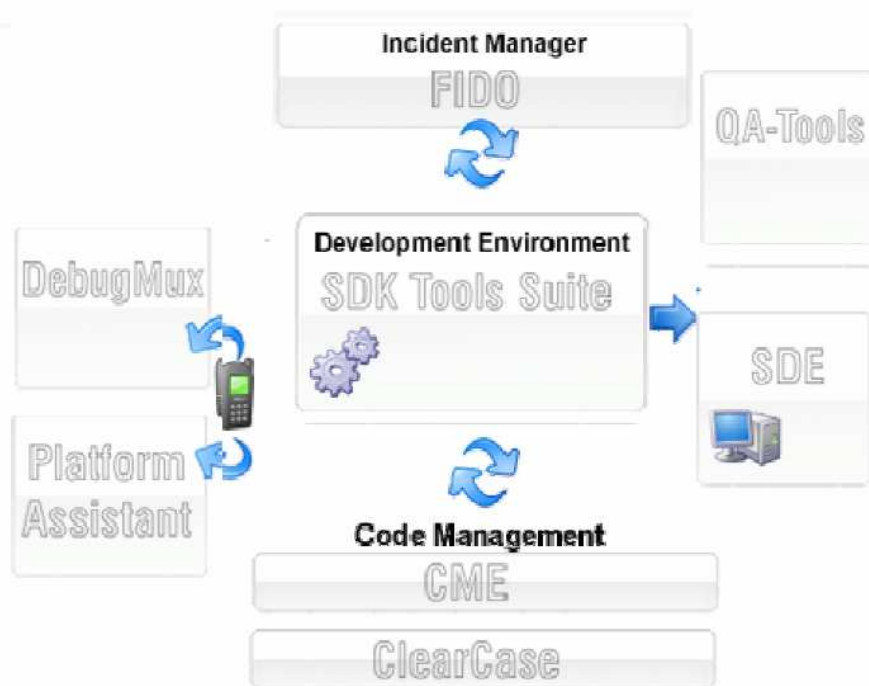 Incident Manager
FIDO
QA-Tools
Development Environment
SDK Tools Suite
DebugMux
SDE
Platform
Assistant
Code Management
CME
ClearCase